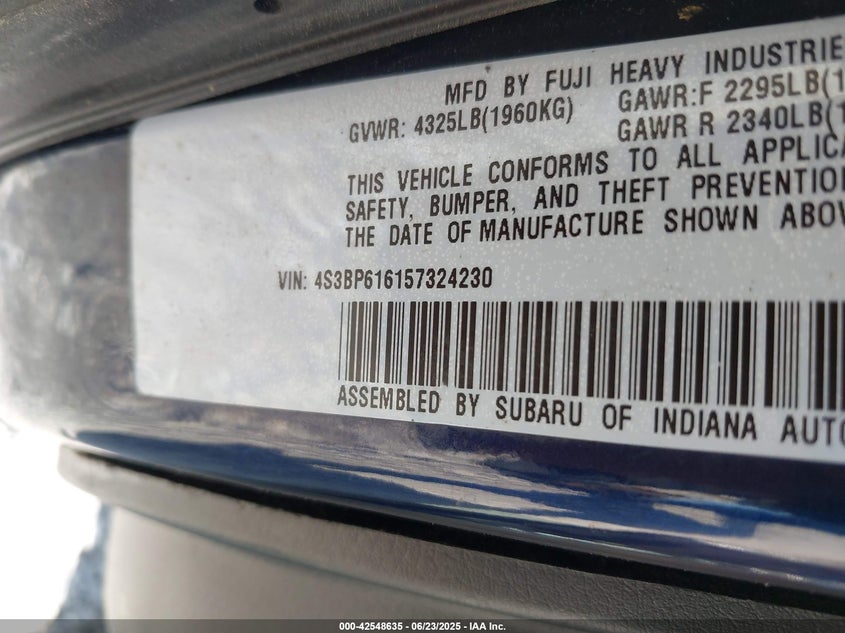 MFD BY FUJI HEAVY INDUSTRIE
GVWR: 4325LB(1960KG) GAWR:F 2295LB(1
GAWR R 2340LB(1
THIS VEHICLE CONFORMS TO ALL APPLICA
SAFETY, BUMPER, AND THEFT PREVENTIO
THE DATE OF MANUFACTURE SHOWN ABOV
VIN: 4S3BP616157324230
ASSEMBLED BY SUBARU OF INDIANA AUTO
000-42548635 - 06/23/2025 - IAA Inc.